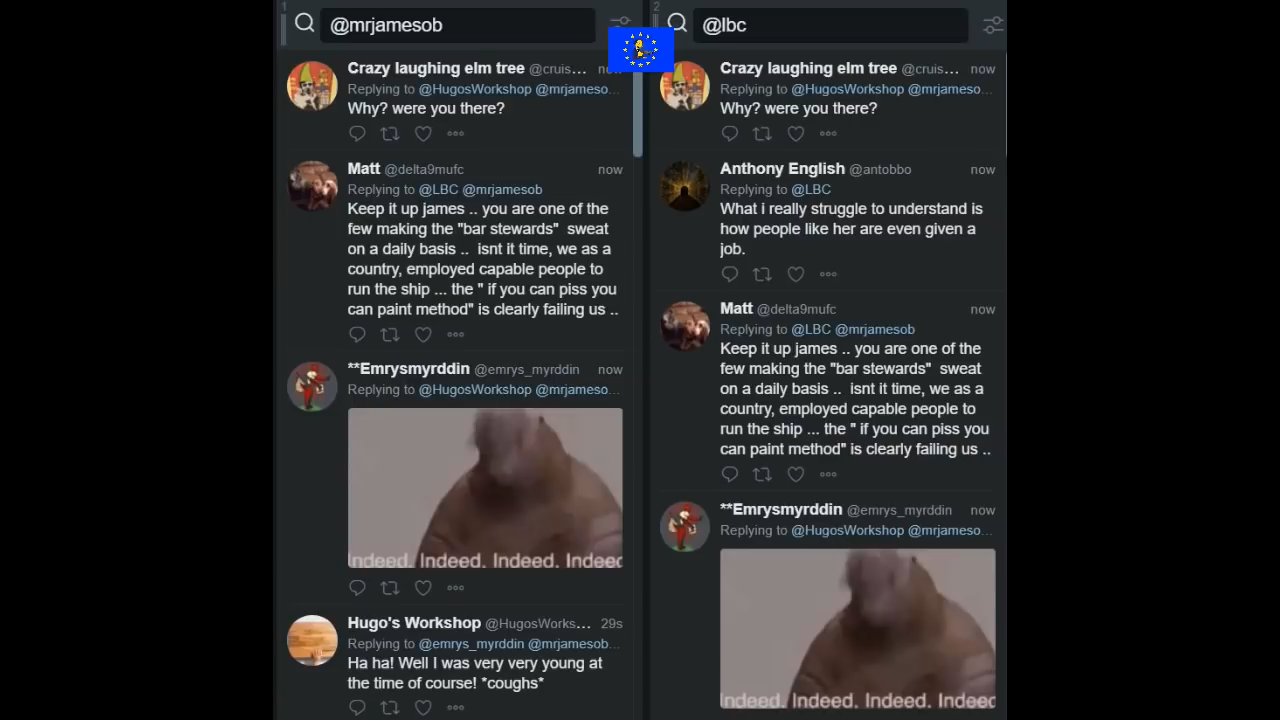 1
@mrjamesob
Crazy laughing elm tree @cruis... now
Replying to @HugosWorkshop @mrjameso...
Why? were you there?
Matt @delta9mufc now
Replying to @LBC @mrjamesob
Keep it up james .. you are one of the
few making the "bar stewards" sweat
on a daily basis .. isnt it time, we as a
country, employed capable people to
run the ship ... the " if you can piss you
can paint method" is clearly failing us ..
**Emrysmyrddin @emrys_myrddin now
Replying to @HugosWorkshop @mrjameso...
Indeed. Indeed. Indeed. Indeed
Hugo's Workshop @HugosWorks... 29s
Replying to @emrys_myrddin @mrjamesob...
Ha ha! Well I was very very young at
the time of course! *coughs*
2
@lbc
Crazy laughing elm tree @cruis... now
Replying to @HugosWorkshop @mrjameso...
Why? were you there?
Anthony English @antobbo now
Replying to @LBC
What i really struggle to understand is
how people like her are even given a
job.
Matt @delta9mufc now
Replying to @LBC @mrjamesob
Keep it up james .. you are one of the
few making the "bar stewards" sweat
on a daily basis .. isnt it time, we as a
country, employed capable people to
run the ship ... the " if you can piss you
can paint method" is clearly failing us ..
**Emrysmyrddin @emrys_myrddin now
Replying to @HugosWorkshop @mrjameso...
Indeed. Indeed. Indeed. Indeed